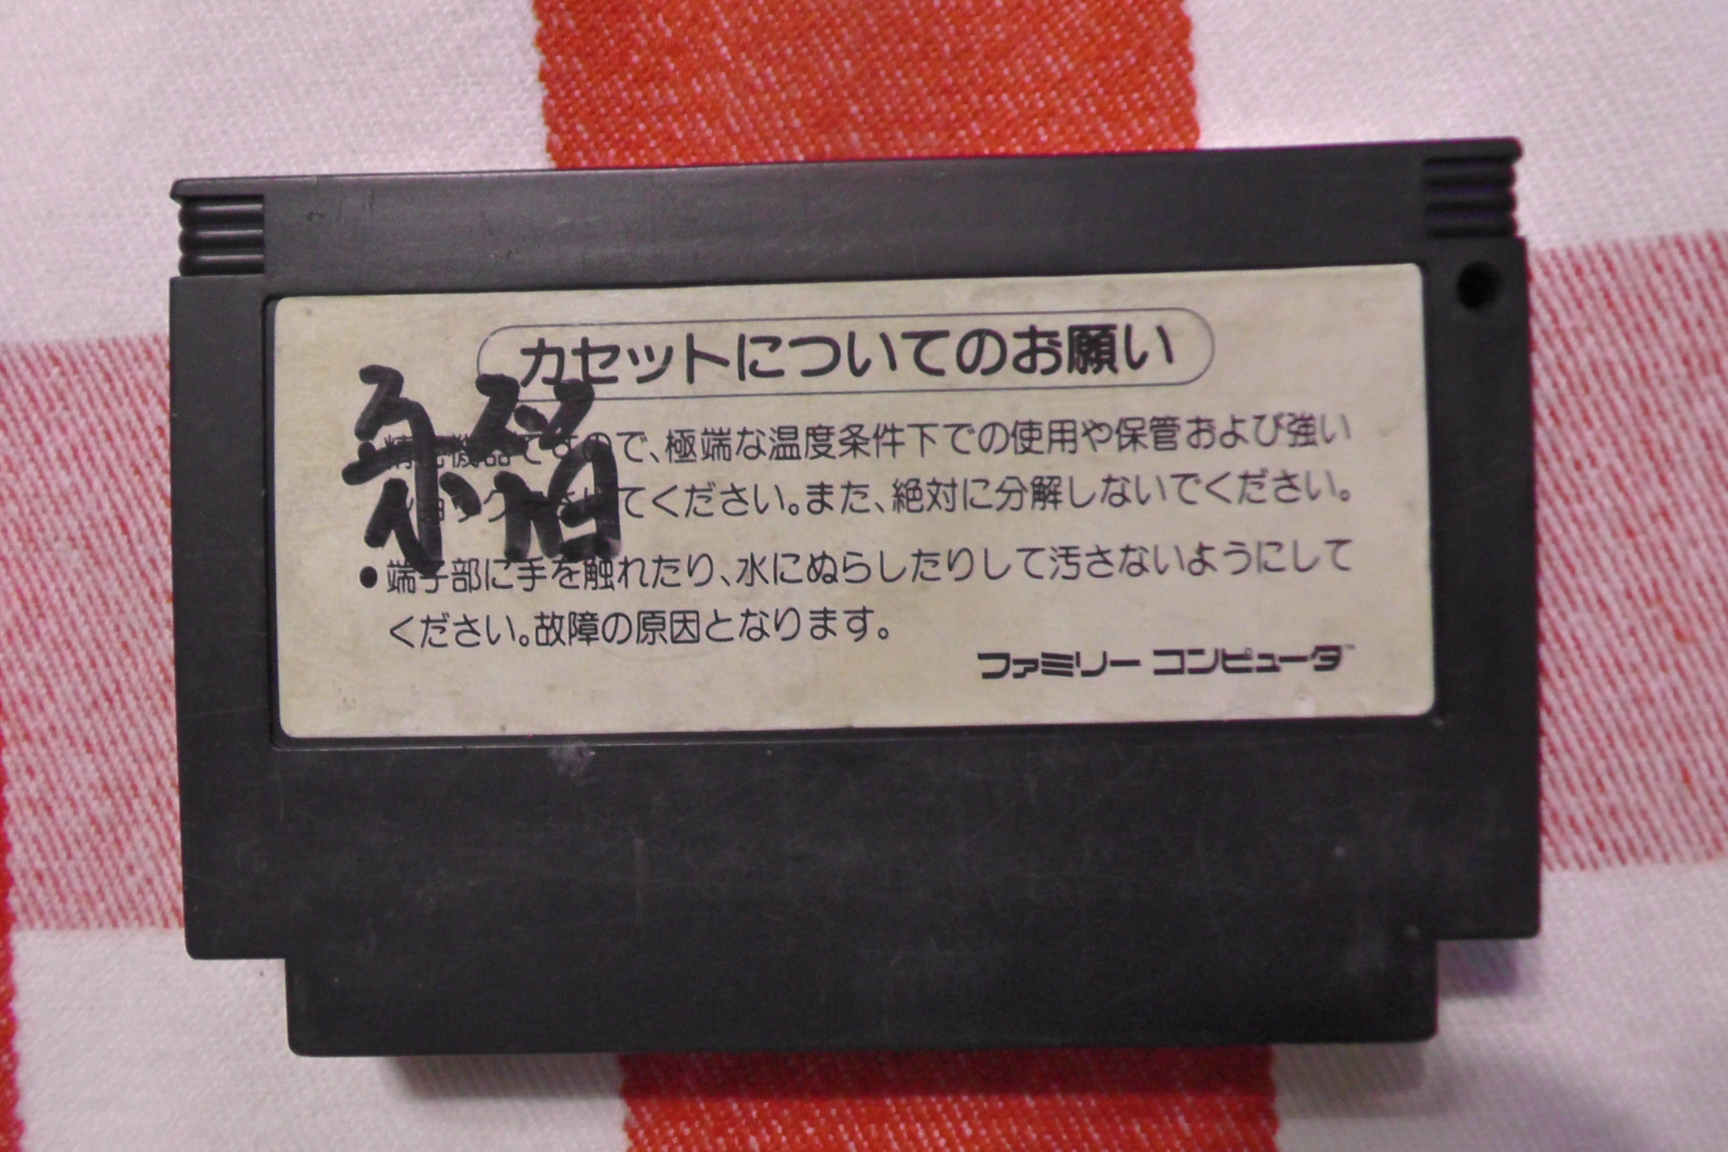 カセットについてのお願い
で、極端な温度条件下での使用や保管および強い
てください。また、絶対に分解しないでください。
●端子部に手を触れたり、水にぬらしたりして汚さないようにして
ください。故障の原因となります。
ファミリー コンピュータ